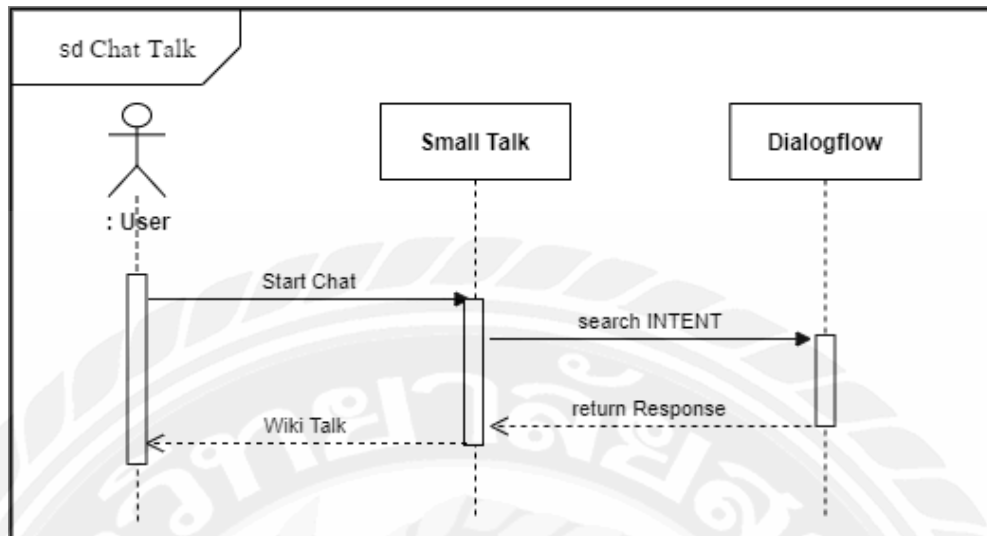 sd Chat Talk
Small Talk
Dialogflow
: User
Start Chat
search INTENT
return Response
Wiki Talk